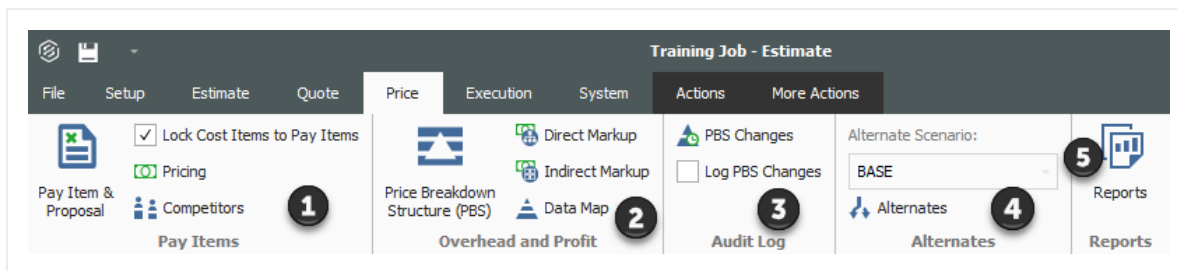 Training Job - Estimate
File Setup Estimate Quote Price Execution System Actions More Actions
Pay Item &
Proposal
Lock Cost Items to Pay Items
Pricing
Competitors
1
Pay Items
Price Breakdown
Structure (PBS)
Direct Markup
Indirect Markup
Data Map
2
Overhead and Profit
PBS Changes
Log PBS Changes
3
Audit Log
Alternate Scenario:
BASE
Alternates
4
Alternates
5
Reports
Reports